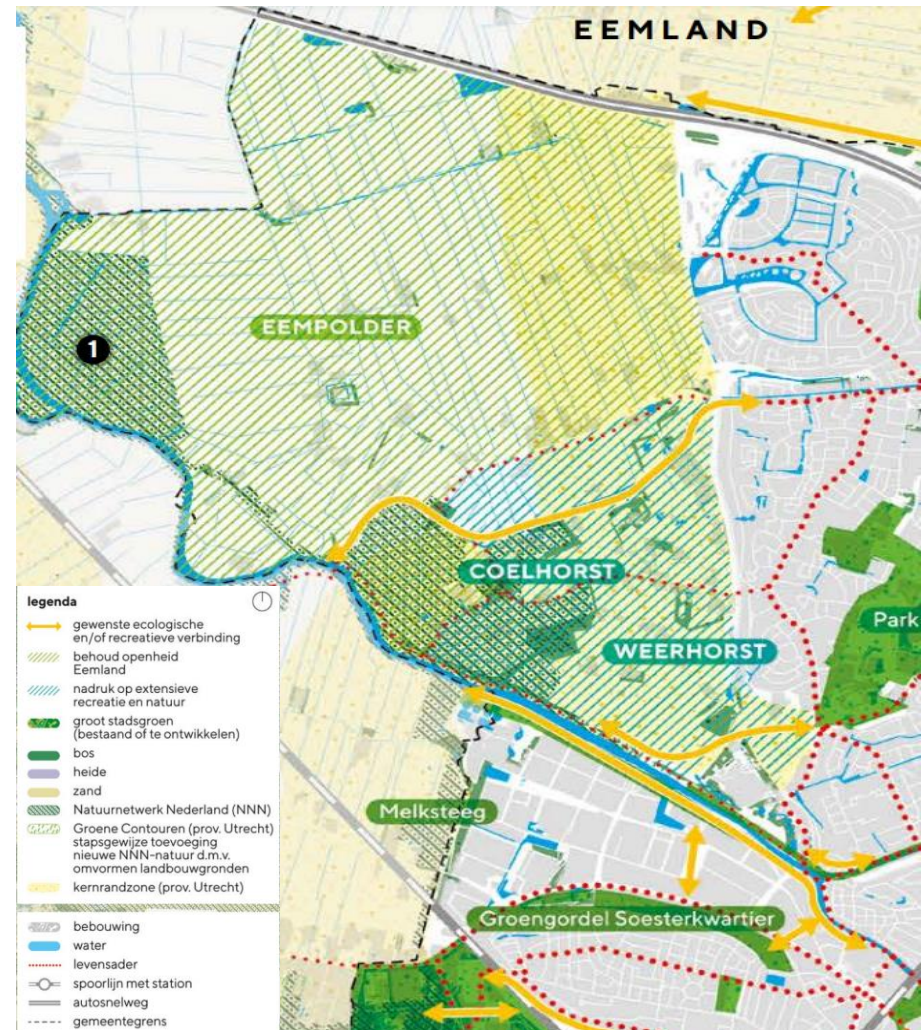 EEMLAND
EEMPOLDER
1
COELHORST
WEERHORST
Park
Melksteeg
Groengordel Soesterkwartier
legenda
gewenste ecologische
en/of recreatieve verbinding
behoud openheid
Eemland
nadruk op extensieve
recreatie en natuur
groot stadsgroen
(bestaand of te ontwikkelen)
bos
heide
zand
Natuurnetwerk Nederland (NNN)
Groene Contouren (prov. Utrecht)
stapsgewijze toevoeging
nieuwe NNN-natuur d.m.v.
omvormen landbouwgronden
kernrandzone (prov. Utrecht)
bebouwing
water
levensader
spoorlijn met station
autosnelweg
gemeentegrens